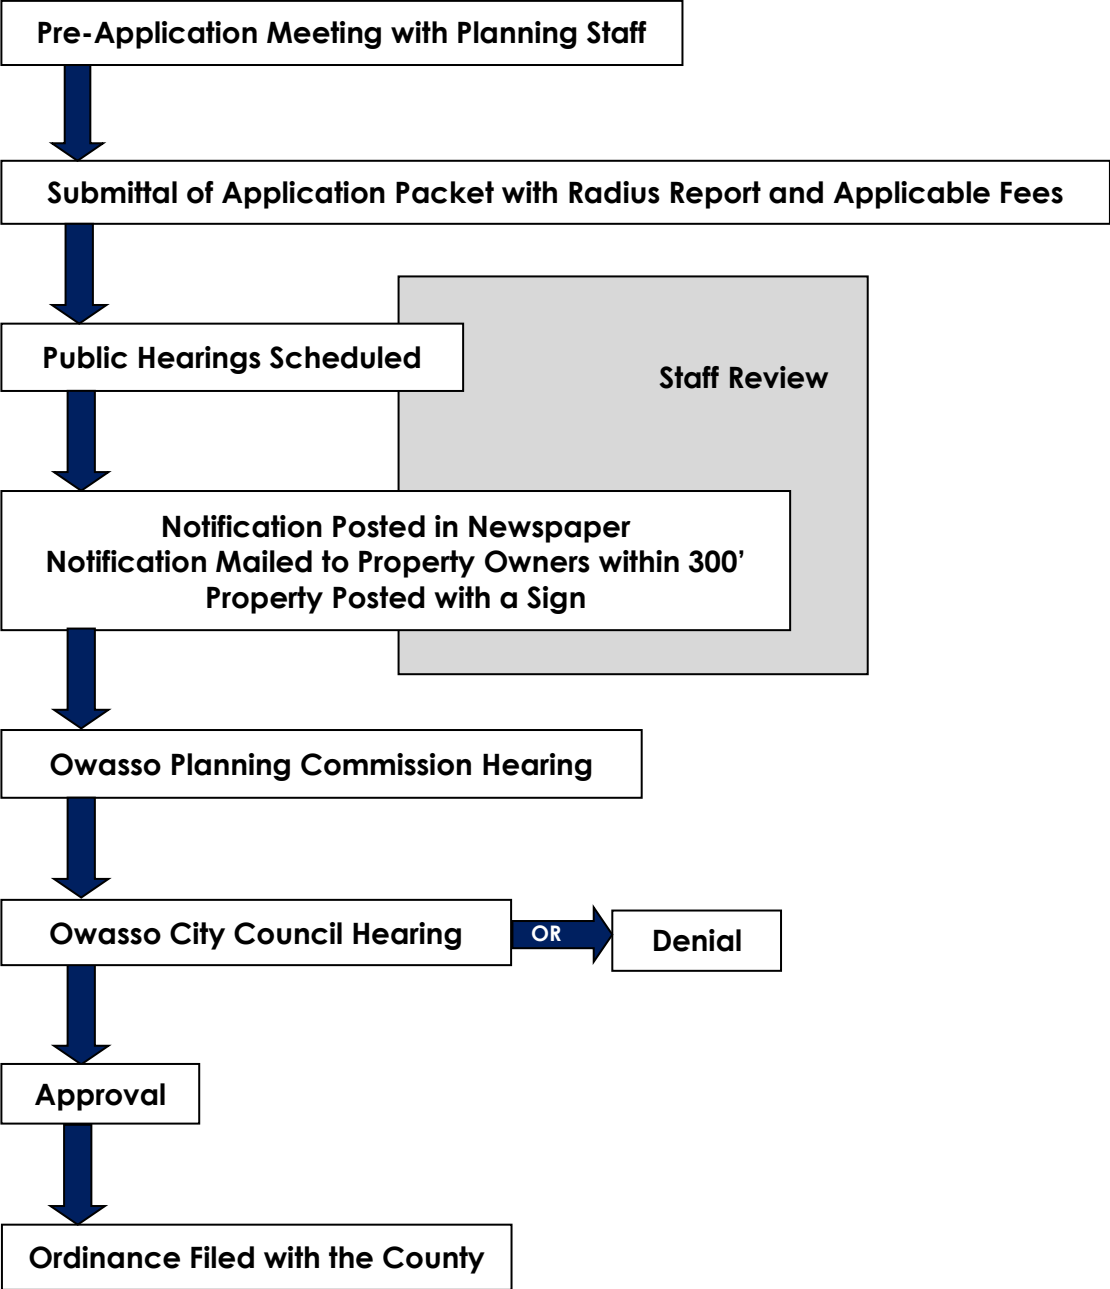 Pre-Application Meeting with Planning Staff
Submittal of Application Packet with Radius Report and Applicable Fees
Public Hearings Scheduled
Staff Review
Notification Posted in Newspaper
Notification Mailed to Property Owners within 300’
Property Posted with a Sign
Owasso Planning Commission Hearing
Owasso City Council Hearing
OR
Denial
Approval
Ordinance Filed with the County